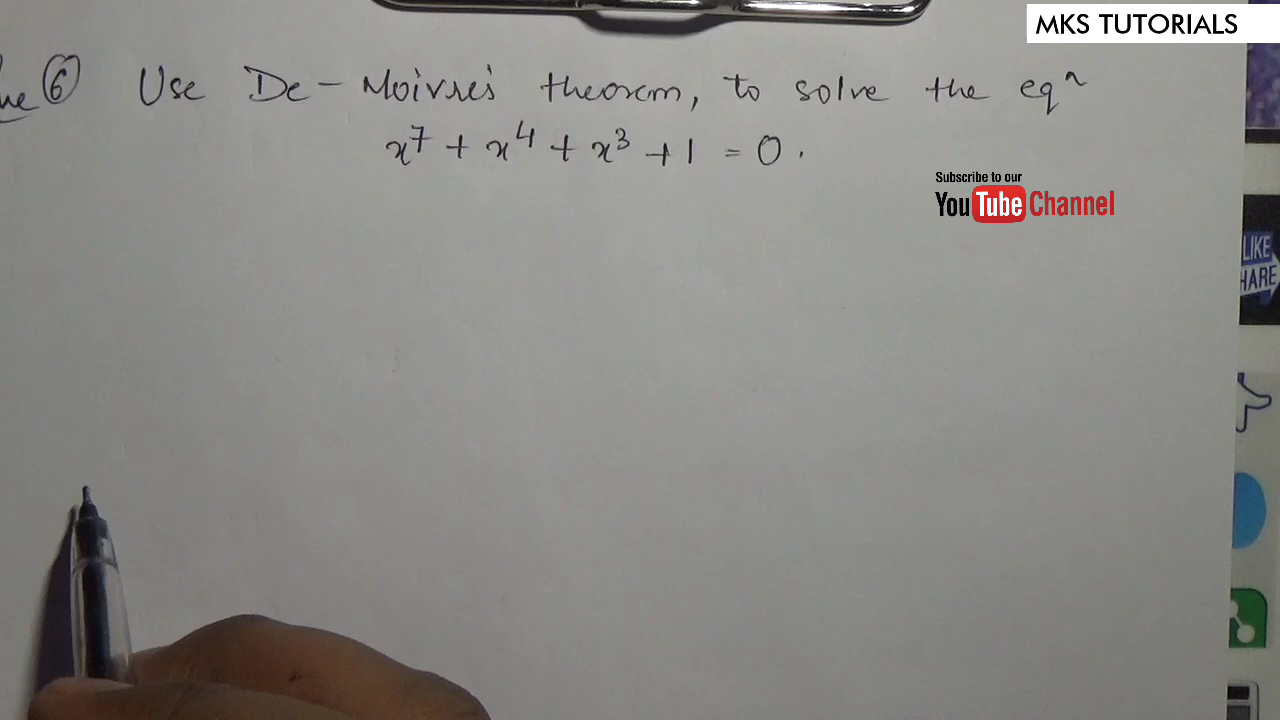 MKS TUTORIALS
⑥ Use De-Moivre's theorem, to solve the eqⁿ
x⁷ + x⁴ + x³ + 1 = 0.
Subscribe to our
YouTube Channel
LIKE
HARE